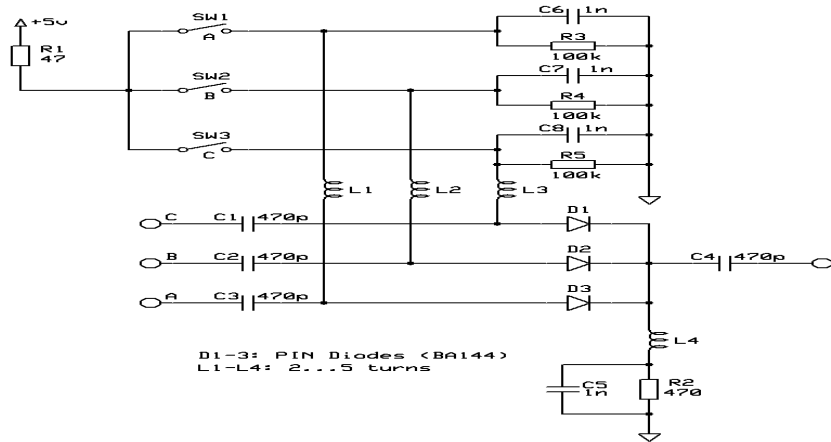 +5v
R1
47
SW1
A
SW2
B
SW3
C
C6 1n
R3
100k
C7 1n
R4
100k
C8 1n
R5
100k
L1
L2
L3
C C1 470p
B C2 470p
A C3 470p
D1
D2
D3
C4 470p
L4
C5
1n
R2
470
D1-3: PIN Diodes (BA144)
L1-L4: 2...5 turns